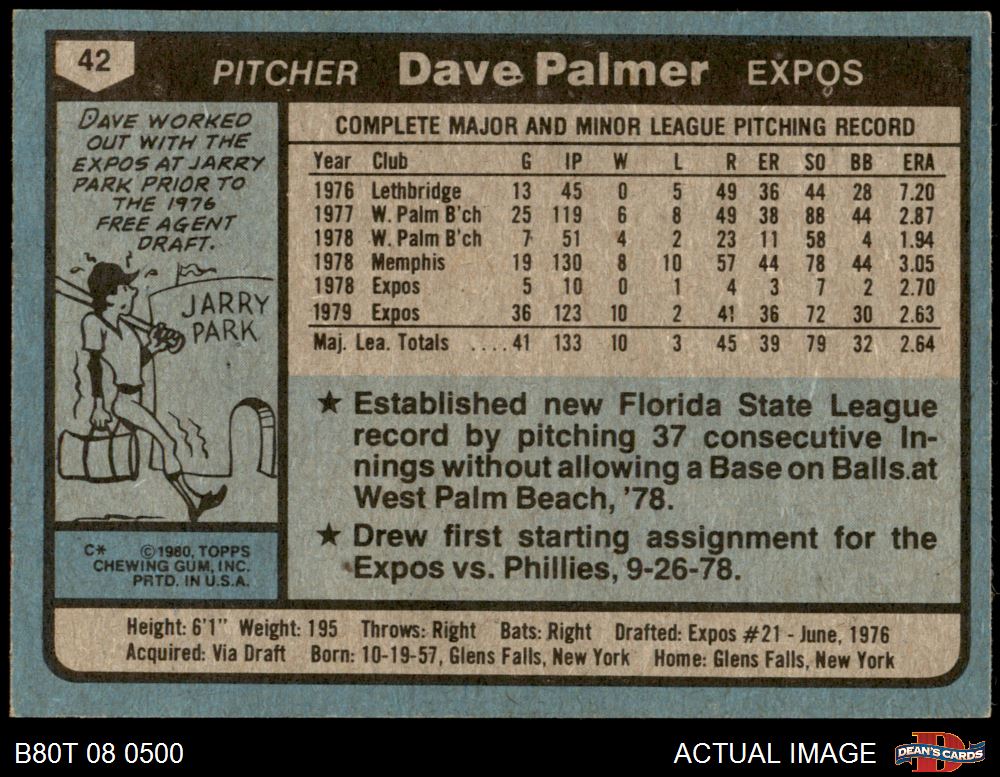 42
PITCHER Dave Palmer EXPOS
DAVE WORKED
OUT WITH THE
EXPOS AT JARRY
PARK PRIOR TO
THE 1976
FREE AGENT
DRAFT.
JARRY
PARK
C* ©1980, TOPPS
CHEWING GUM, INC.
PRTD. IN U.S.A.
COMPLETE MAJOR AND MINOR LEAGUE PITCHING RECORD
Year Club G IP W L R ER SO BB ERA
1976 Lethbridge 13 45 0 5 49 36 44 28 7.20
1977 W. Palm B'ch 25 119 6 8 49 38 88 44 2.87
1978 W. Palm B'ch 7 51 4 2 23 11 58 4 1.94
1978 Memphis 19 130 8 10 57 44 78 44 3.05
1978 Expos 5 10 0 1 4 3 7 2 2.70
1979 Expos 36 123 10 2 41 36 72 30 2.63
Maj. Lea. Totals ....41 133 10 3 45 39 79 32 2.64
★ Established new Florida State League
record by pitching 37 consecutive In-
nings without allowing a Base on Balls.at
West Palm Beach, '78.
★ Drew first starting assignment for the
Expos vs. Phillies, 9-26-78.
Height: 6'1" Weight: 195 Throws: Right Bats: Right Drafted: Expos #21 - June, 1976
Acquired: Via Draft Born: 10-19-57, Glens Falls, New York Home: Glens Falls, New York
B80T 08 0500 ACTUAL IMAGE DEAN'S CARDS